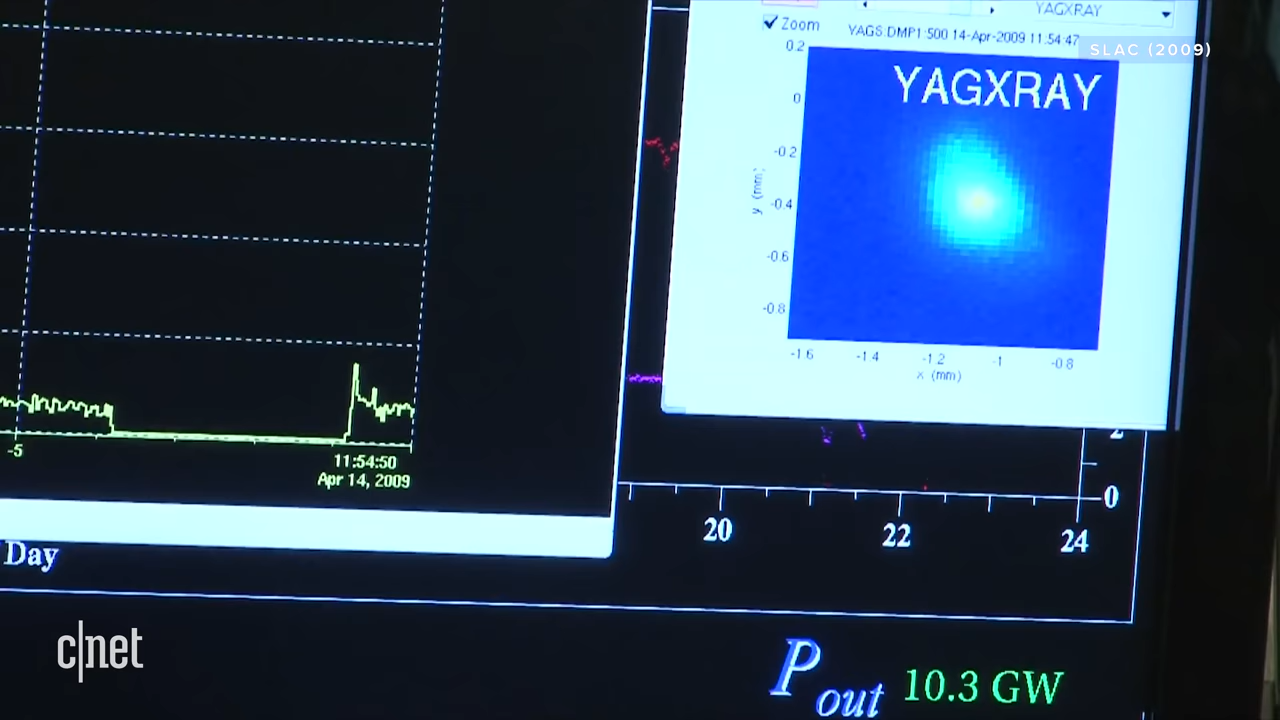 YAGXRAY
Zoom
YAGS:DMP1:500 14-Apr-2009 11:54:47
SLAC (2009)
YAGXRAY
0.2
0
-0.2
-0.4
-0.6
-0.8
y (mm)
-1.6 -1.4 -1.2 -1 -0.8
x (mm)
-5
11:54:50
Apr 14, 2009
2
0
20 22 24
Day
c|net
Pout 10.3 GW